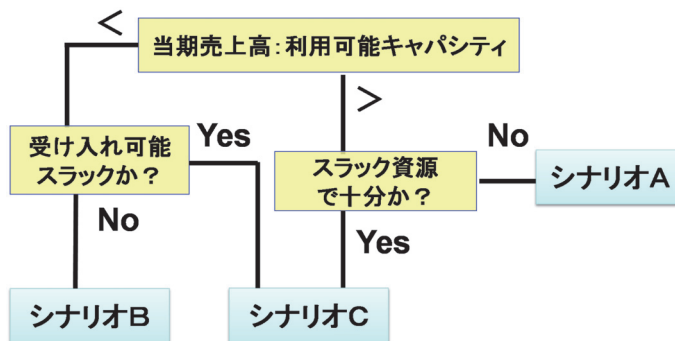 ＜
当期売上高：利用可能キャパシティ
＞
受け入れ可能
スラックか？
Yes
No
スラック資源
で十分か？
No
シナリオA
Yes
シナリオB
シナリオC